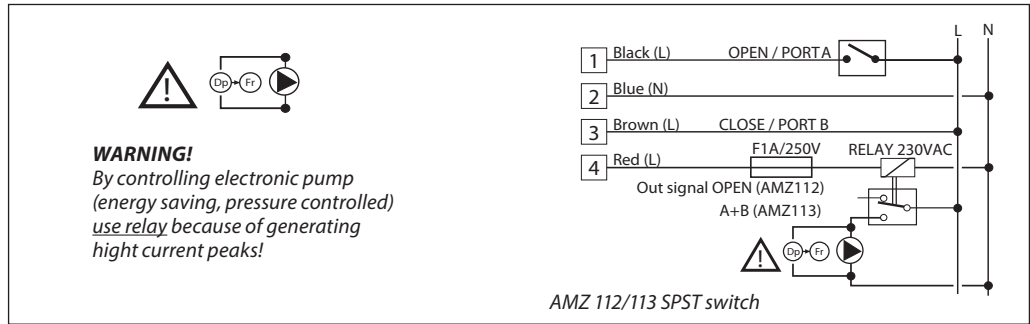 Dp Fr
WARNING!
By controlling electronic pump
(energy saving, pressure controlled)
use relay because of generating
hight current peaks!
L N
1 Black (L) OPEN / PORT A
2 Blue (N)
3 Brown (L) CLOSE / PORT B
4 Red (L) F1A/250V RELAY 230VAC
Out signal OPEN (AMZ112)
A+B (AMZ113)
Dp Fr
AMZ 112/113 SPST switch